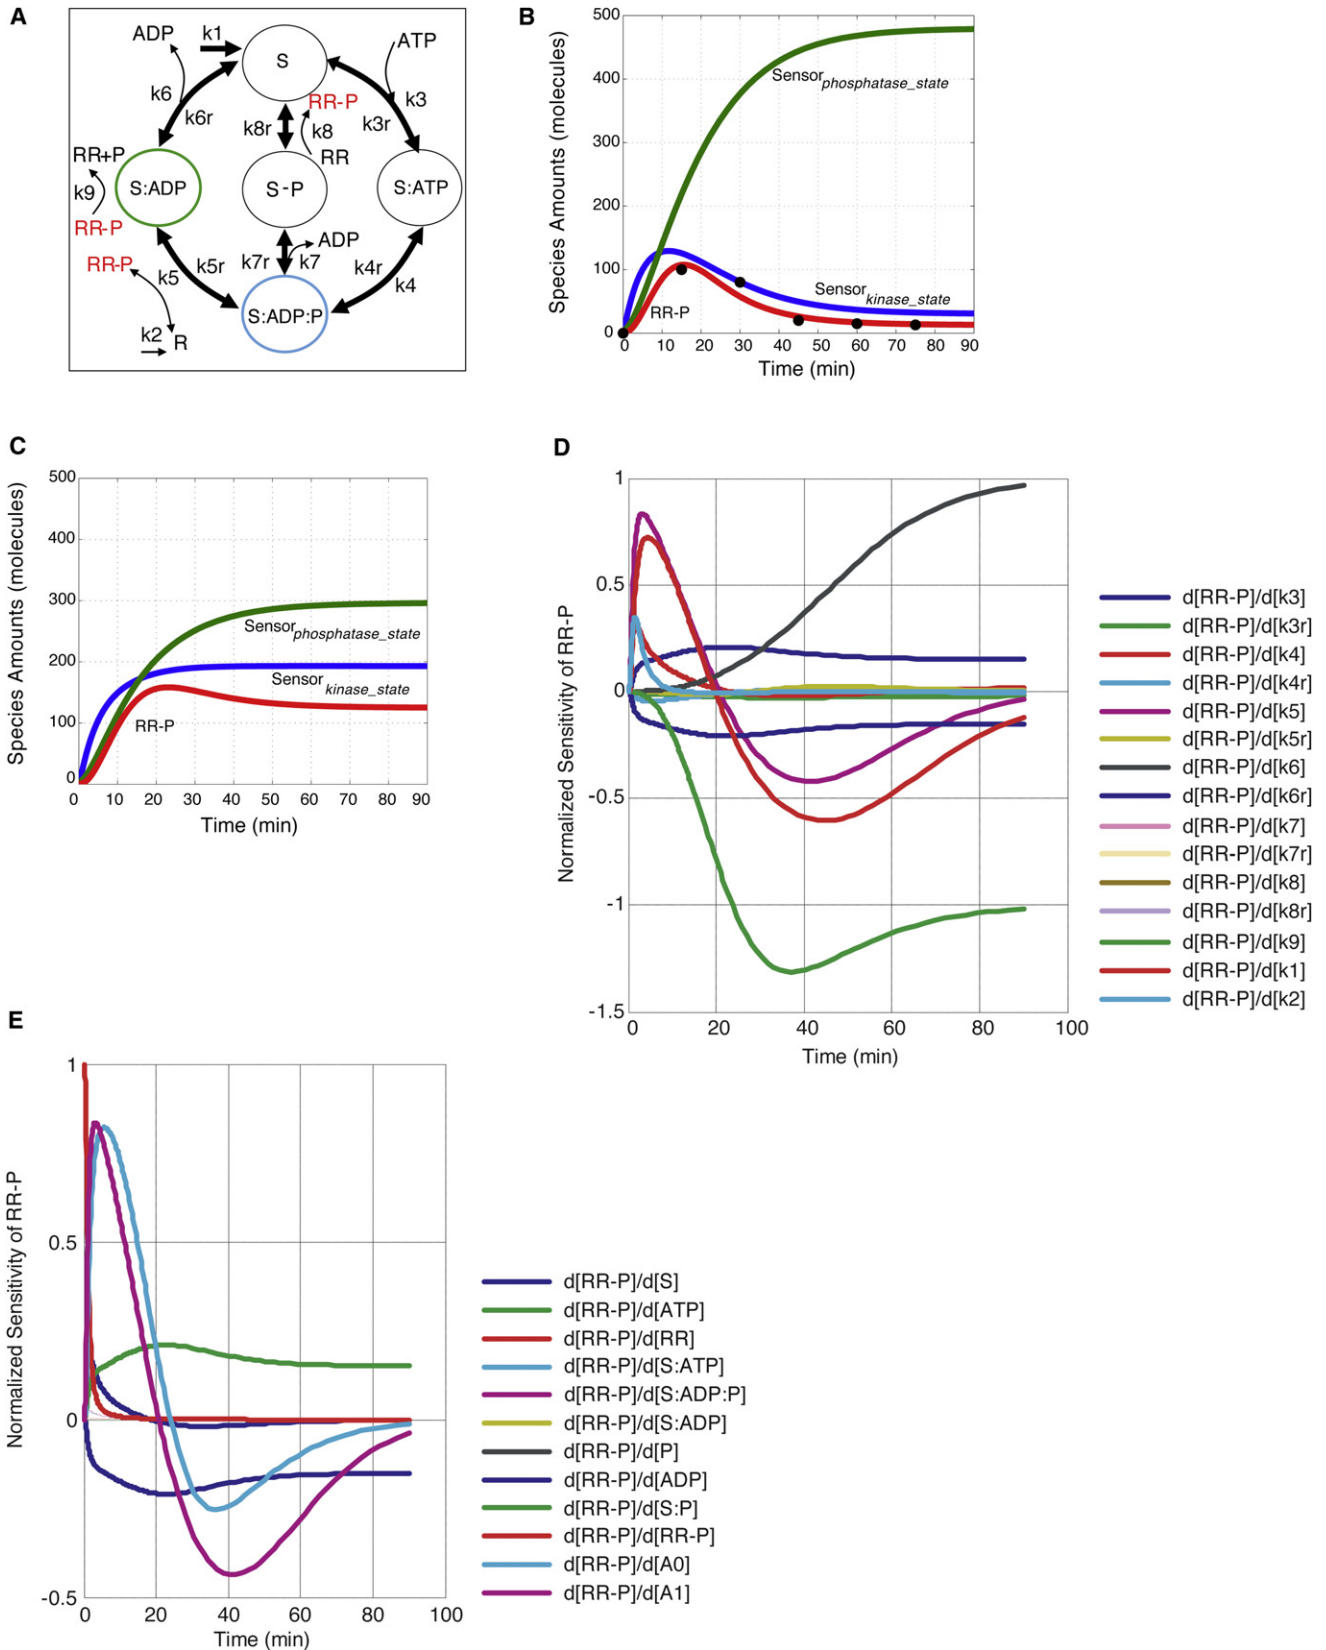 A
ADP
k1
S
ATP
k6
k6r
RR-P
k3
k8r
k8
k3r
RR
RR+P
k9
S:ADP
S-P
S:ATP
RR-P
RR-P
k5r
k5
k7r
k7
ADP
k4r
k4
k2
R
S:ADP:P
B
Species Amounts (molecules)
500
400
300
200
100
0
Sensorphosphatase_state
Sensorkinase_state
RR-P
0 10 20 30 40 50 60 70 80 90
Time (min)
C
Species Amounts (molecules)
500
400
300
200
100
0
Sensorphosphatase_state
Sensorkinase_state
RR-P
0 10 20 30 40 50 60 70 80 90
Time (min)
D
Normalized Sensitivity of RR-P
1
0.5
0
-0.5
-1
-1.5
0 20 40 60 80 100
Time (min)
d[RR-P]/d[k3]
d[RR-P]/d[k3r]
d[RR-P]/d[k4]
d[RR-P]/d[k4r]
d[RR-P]/d[k5]
d[RR-P]/d[k5r]
d[RR-P]/d[k6]
d[RR-P]/d[k6r]
d[RR-P]/d[k7]
d[RR-P]/d[k7r]
d[RR-P]/d[k8]
d[RR-P]/d[k8r]
d[RR-P]/d[k9]
d[RR-P]/d[k1]
d[RR-P]/d[k2]
E
Normalized Sensitivity of RR-P
1
0.5
0
-0.5
0 20 40 60 80 100
Time (min)
d[RR-P]/d[S]
d[RR-P]/d[ATP]
d[RR-P]/d[RR]
d[RR-P]/d[S:ATP]
d[RR-P]/d[S:ADP:P]
d[RR-P]/d[S:ADP]
d[RR-P]/d[P]
d[RR-P]/d[ADP]
d[RR-P]/d[S:P]
d[RR-P]/d[RR-P]
d[RR-P]/d[A0]
d[RR-P]/d[A1]